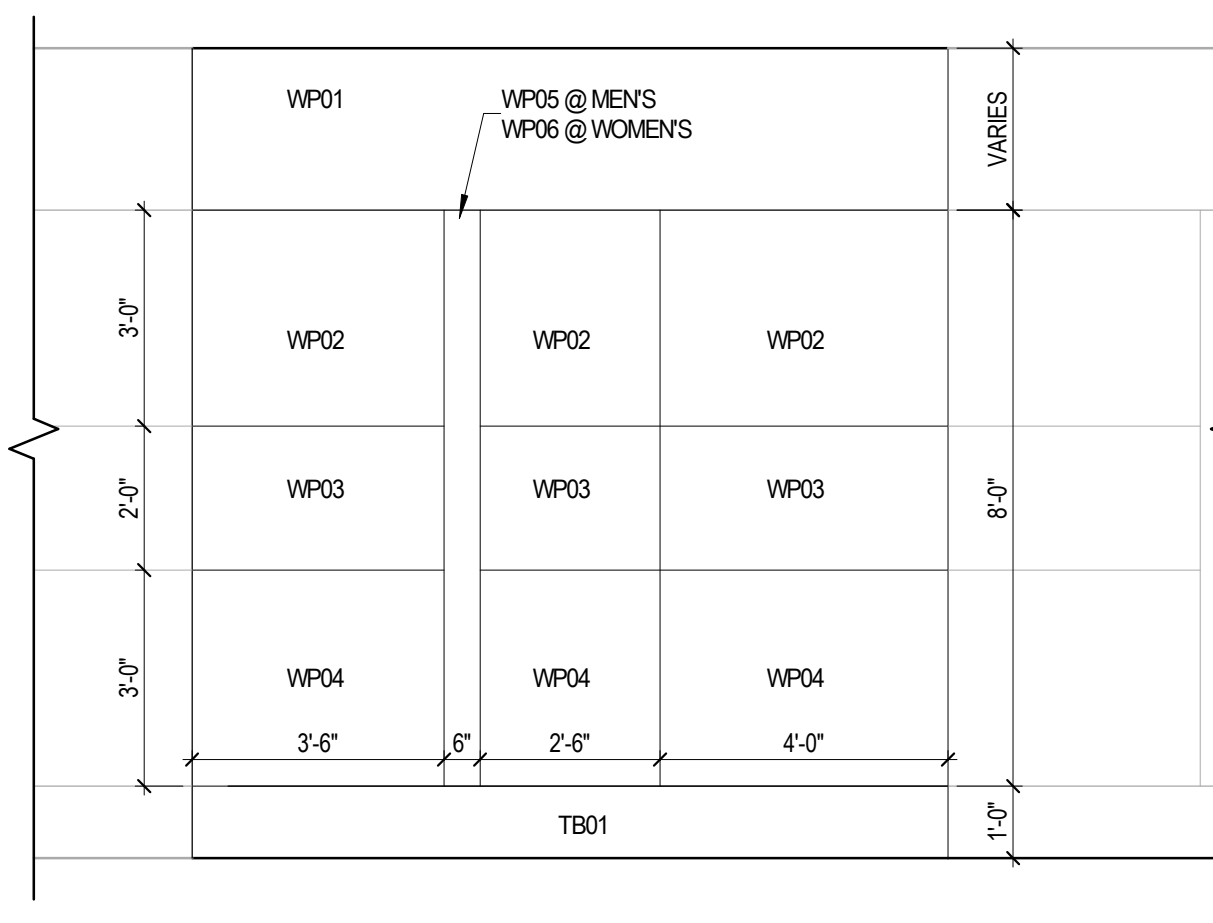 WP01
WP05 @ MEN'S
WP06 @ WOMEN'S
VARIES
3'-0"
WP02
WP02
WP02
2'-0"
WP03
WP03
WP03
8'-0"
3'-0"
WP04
WP04
WP04
3'-6"
6"
2'-6"
4'-0"
TB01
1'-0"